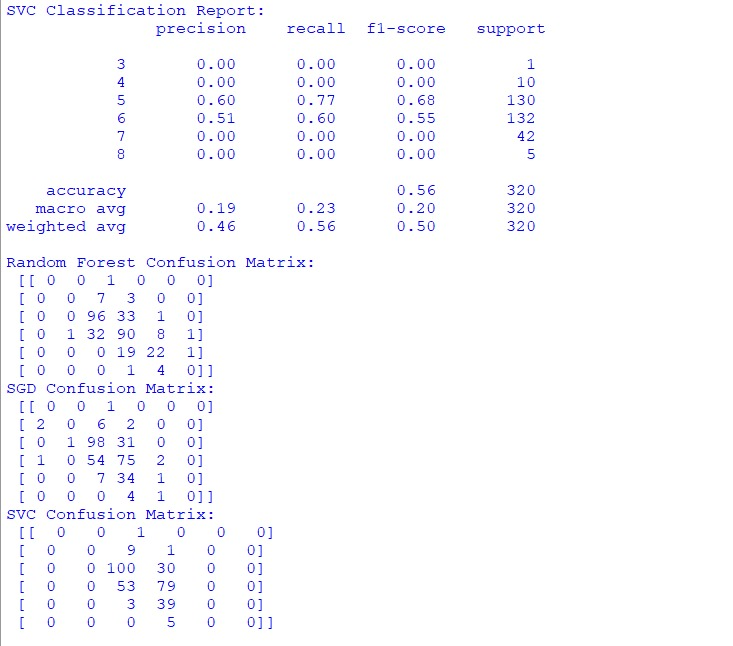 SVC Classification Report:
              precision    recall  f1-score   support

           3       0.00      0.00      0.00         1
           4       0.00      0.00      0.00        10
           5       0.60      0.77      0.68       130
           6       0.51      0.60      0.55       132
           7       0.00      0.00      0.00        42
           8       0.00      0.00      0.00         5

    accuracy                           0.56       320
   macro avg       0.19      0.23      0.20       320
weighted avg       0.46      0.56      0.50       320

Random Forest Confusion Matrix:
 [[ 0  0  1  0  0  0]
 [ 0  0  7  3  0  0]
 [ 0  0 96 33  1  0]
 [ 0  1 32 90  8  1]
 [ 0  0  0 19 22  1]
 [ 0  0  0  1  4  0]]
SGD Confusion Matrix:
 [[ 0  0  1  0  0  0]
 [ 2  0  6  2  0  0]
 [ 0  1 98 31  0  0]
 [ 1  0 54 75  2  0]
 [ 0  0  7 34  1  0]
 [ 0  0  0  4  1  0]]
SVC Confusion Matrix:
 [[  0   0   1   0   0   0]
 [  0   0   9   1   0   0]
 [  0   0 100  30   0   0]
 [  0   0  53  79   0   0]
 [  0   0   3  39   0   0]
 [  0   0   0   5   0   0]]